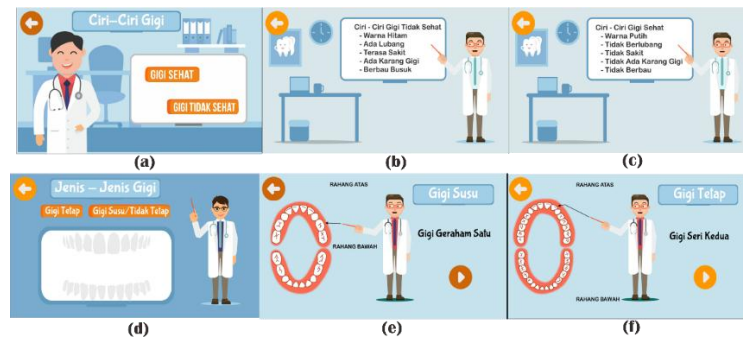 Ciri-Ciri Gigi
GIGI SEHAT
GIGI TIDAK SEHAT
(a)
Ciri - Ciri Gigi Tidak Sehat
- Warna Hitam
- Ada Lubang
- Terasa Sakit
- Ada Karang Gigi
- Berbau Busuk
(b)
Ciri - Ciri Gigi Sehat
- Warna Putih
- Tidak Berlubang
- Tidak Sakit
- Tidak Ada Karang Gigi
- Tidak Berbau
(c)
Jenis - Jenis Gigi
Gigi Tetap
Gigi Susu/Tidak Tetap
(d)
RAHANG ATAS
Gigi Susu
Gigi Geraham Satu
RAHANG BAWAH
(e)
RAHANG ATAS
Gigi Tetap
Gigi Seri Kedua
RAHANG BAWAH
(f)